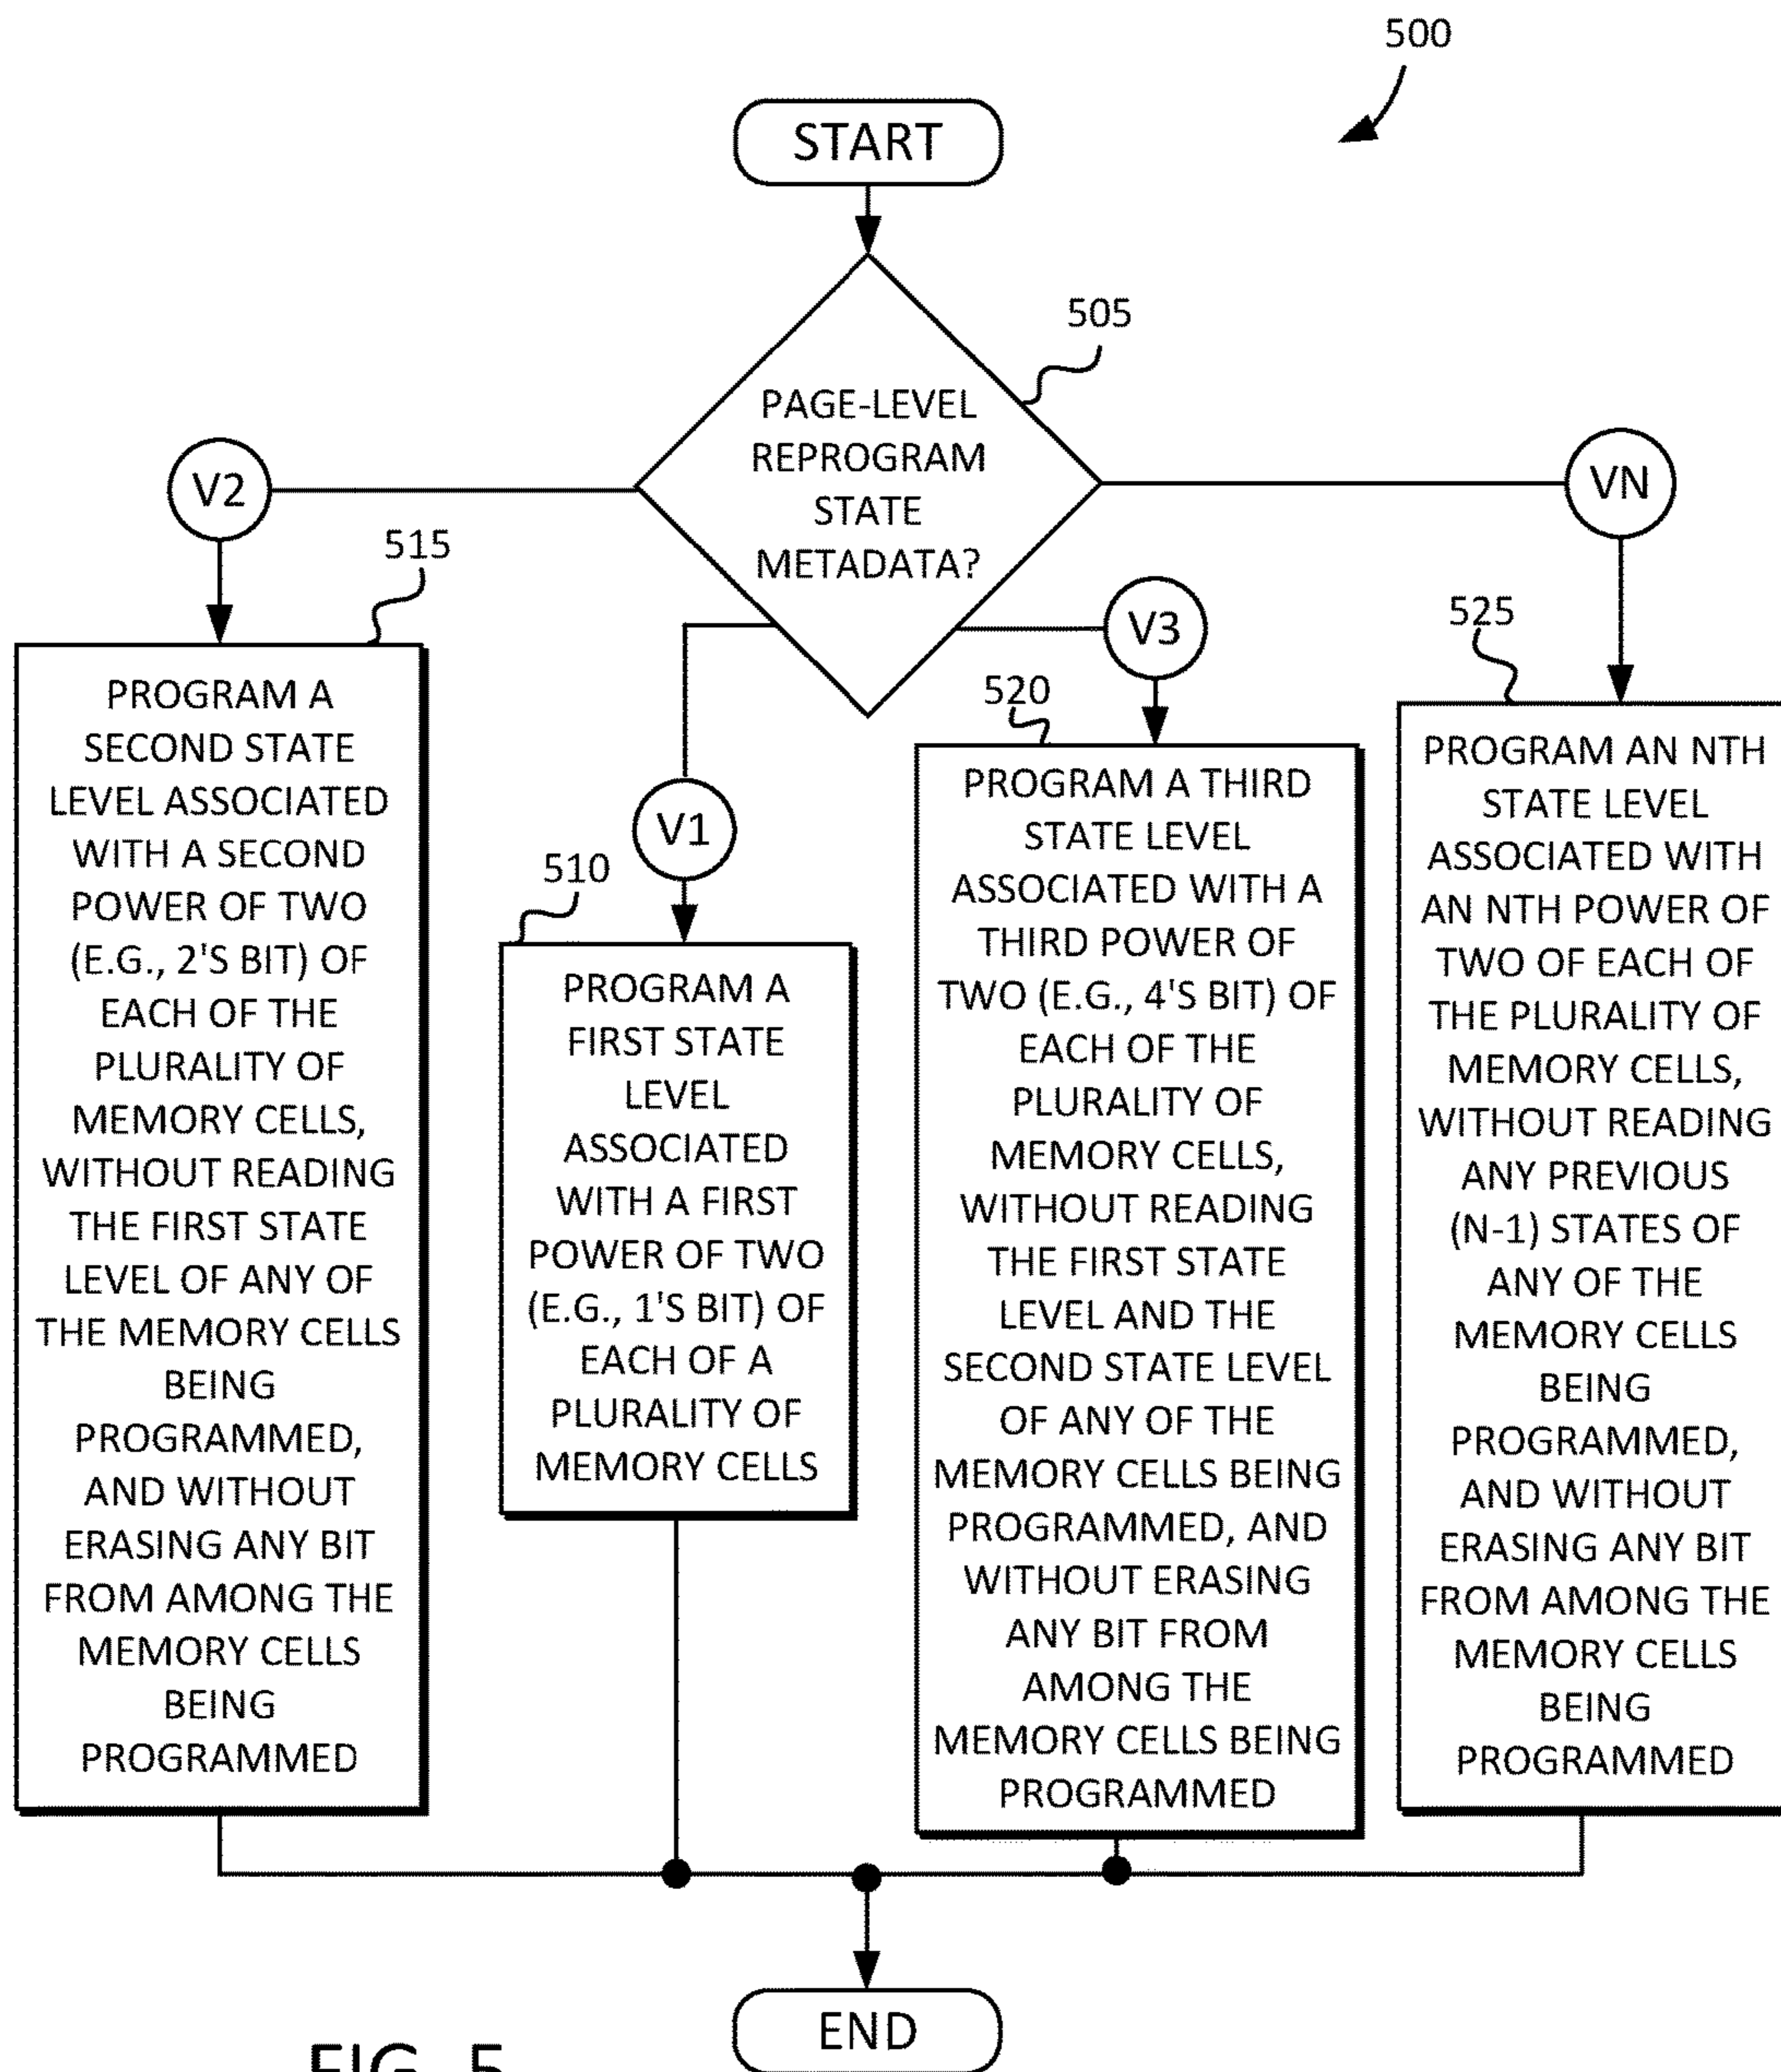 500
START
505
PAGE-LEVEL
REPROGRAM
STATE
METADATA?
V2
515
PROGRAM A
SECOND STATE
LEVEL ASSOCIATED
WITH A SECOND
POWER OF TWO
(E.G., 2'S BIT) OF
EACH OF THE
PLURALITY OF
MEMORY CELLS,
WITHOUT READING
THE FIRST STATE
LEVEL OF ANY OF
THE MEMORY CELLS
BEING
PROGRAMMED,
AND WITHOUT
ERASING ANY BIT
FROM AMONG THE
MEMORY CELLS
BEING
PROGRAMMED
V1
510
PROGRAM A
FIRST STATE
LEVEL
ASSOCIATED
WITH A FIRST
POWER OF TWO
(E.G., 1'S BIT) OF
EACH OF A
PLURALITY OF
MEMORY CELLS
V3
520
PROGRAM A THIRD
STATE LEVEL
ASSOCIATED WITH A
THIRD POWER OF
TWO (E.G., 4'S BIT) OF
EACH OF THE
PLURALITY OF
MEMORY CELLS,
WITHOUT READING
THE FIRST STATE
LEVEL AND THE
SECOND STATE LEVEL
OF ANY OF THE
MEMORY CELLS BEING
PROGRAMMED, AND
WITHOUT ERASING
ANY BIT FROM
AMONG THE
MEMORY CELLS BEING
PROGRAMMED
VN
525
PROGRAM AN NTH
STATE LEVEL
ASSOCIATED WITH
AN NTH POWER OF
TWO OF EACH OF
THE PLURALITY OF
MEMORY CELLS,
WITHOUT READING
ANY PREVIOUS
(N-1) STATES OF
ANY OF THE
MEMORY CELLS
BEING
PROGRAMMED,
AND WITHOUT
ERASING ANY BIT
FROM AMONG THE
MEMORY CELLS
BEING
PROGRAMMED
END
FIG. 5